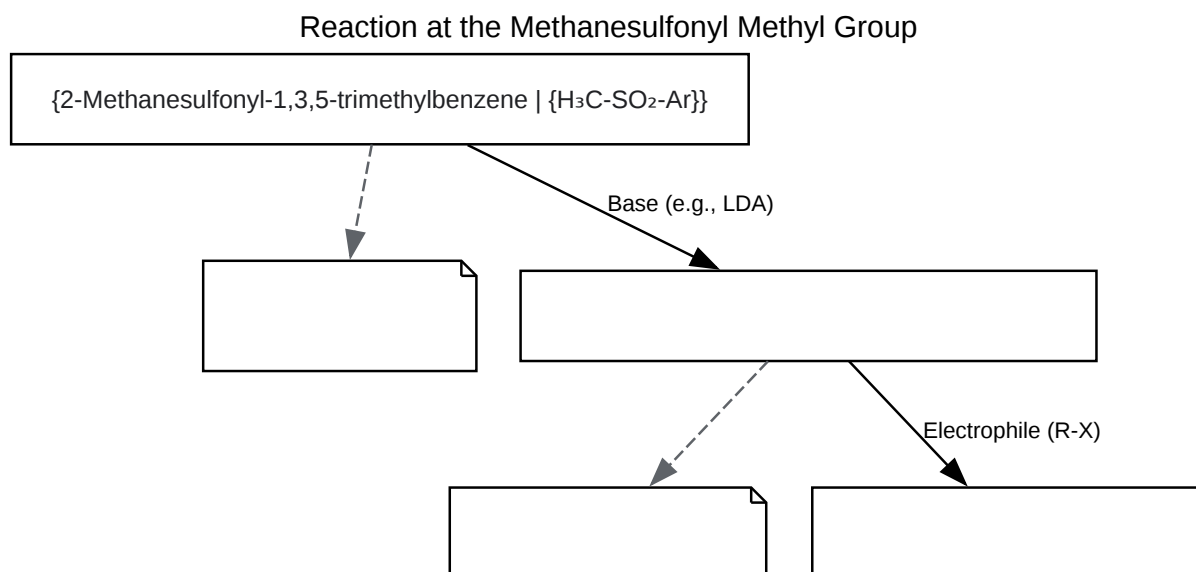 Reaction at the Methanesulfonyl Methyl Group
{2-Methanesulfonyl-1,3,5-trimethylbenzene | {H₃C-SO₂-Ar}}
Base (e.g., LDA)
Electrophile (R-X)